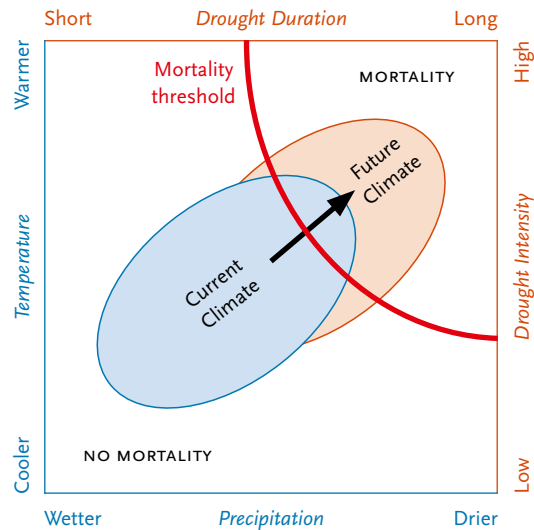 Short Drought Duration Long
Warmer
High
Mortality
threshold
MORTALITY
Future
Climate
Temperature
Drought Intensity
Current
Climate
NO MORTALITY
Cooler
Low
Wetter Precipitation Drier